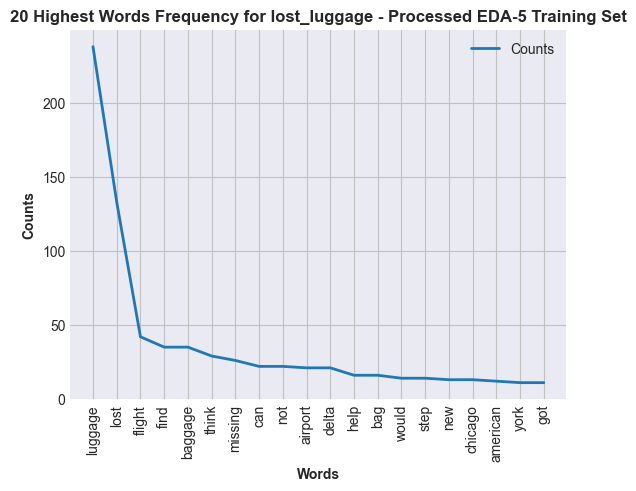 20 Highest Words Frequency for lost_luggage - Processed EDA-5 Training Set
Counts
200
150
100
50
0
Counts
luggage
lost
flight
find
baggage
think
missing
can
not
airport
delta
help
bag
would
step
new
chicago
american
york
got
Words